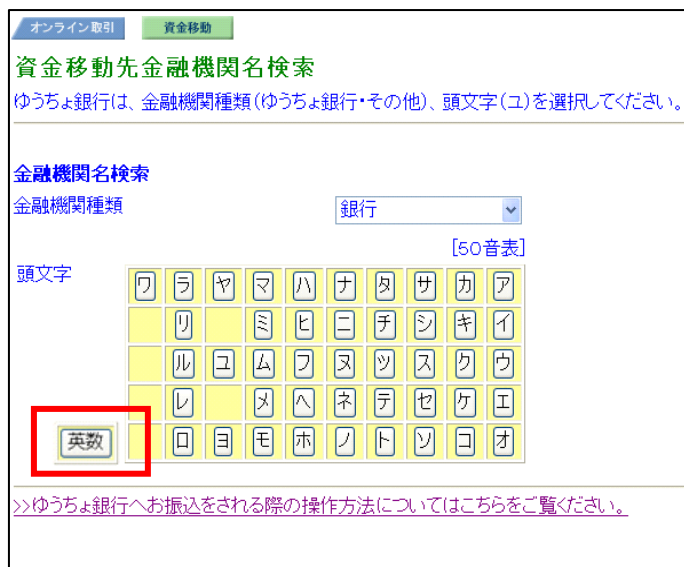 オンライン取引 資金移動
資金移動先金融機関名検索
ゆうちょ銀行は、金融機関種類(ゆうちょ銀行・その他)、頭文字(ユ)を選択してください。
金融機関名検索
金融機関種類 銀行
[50音表]
頭文字 ワ ラ ヤ マ ハ ナ タ サ カ ア
リ ミ ヒ ニ チ シ キ イ
ル ユ ム フ ヌ ツ ス ク ウ
レ メ ヘ ネ テ セ ケ エ
英数 ロ ヨ モ ホ ノ ト ソ コ オ
>>ゆうちょ銀行へお振込をされる際の操作方法についてはこちらをご覧ください。